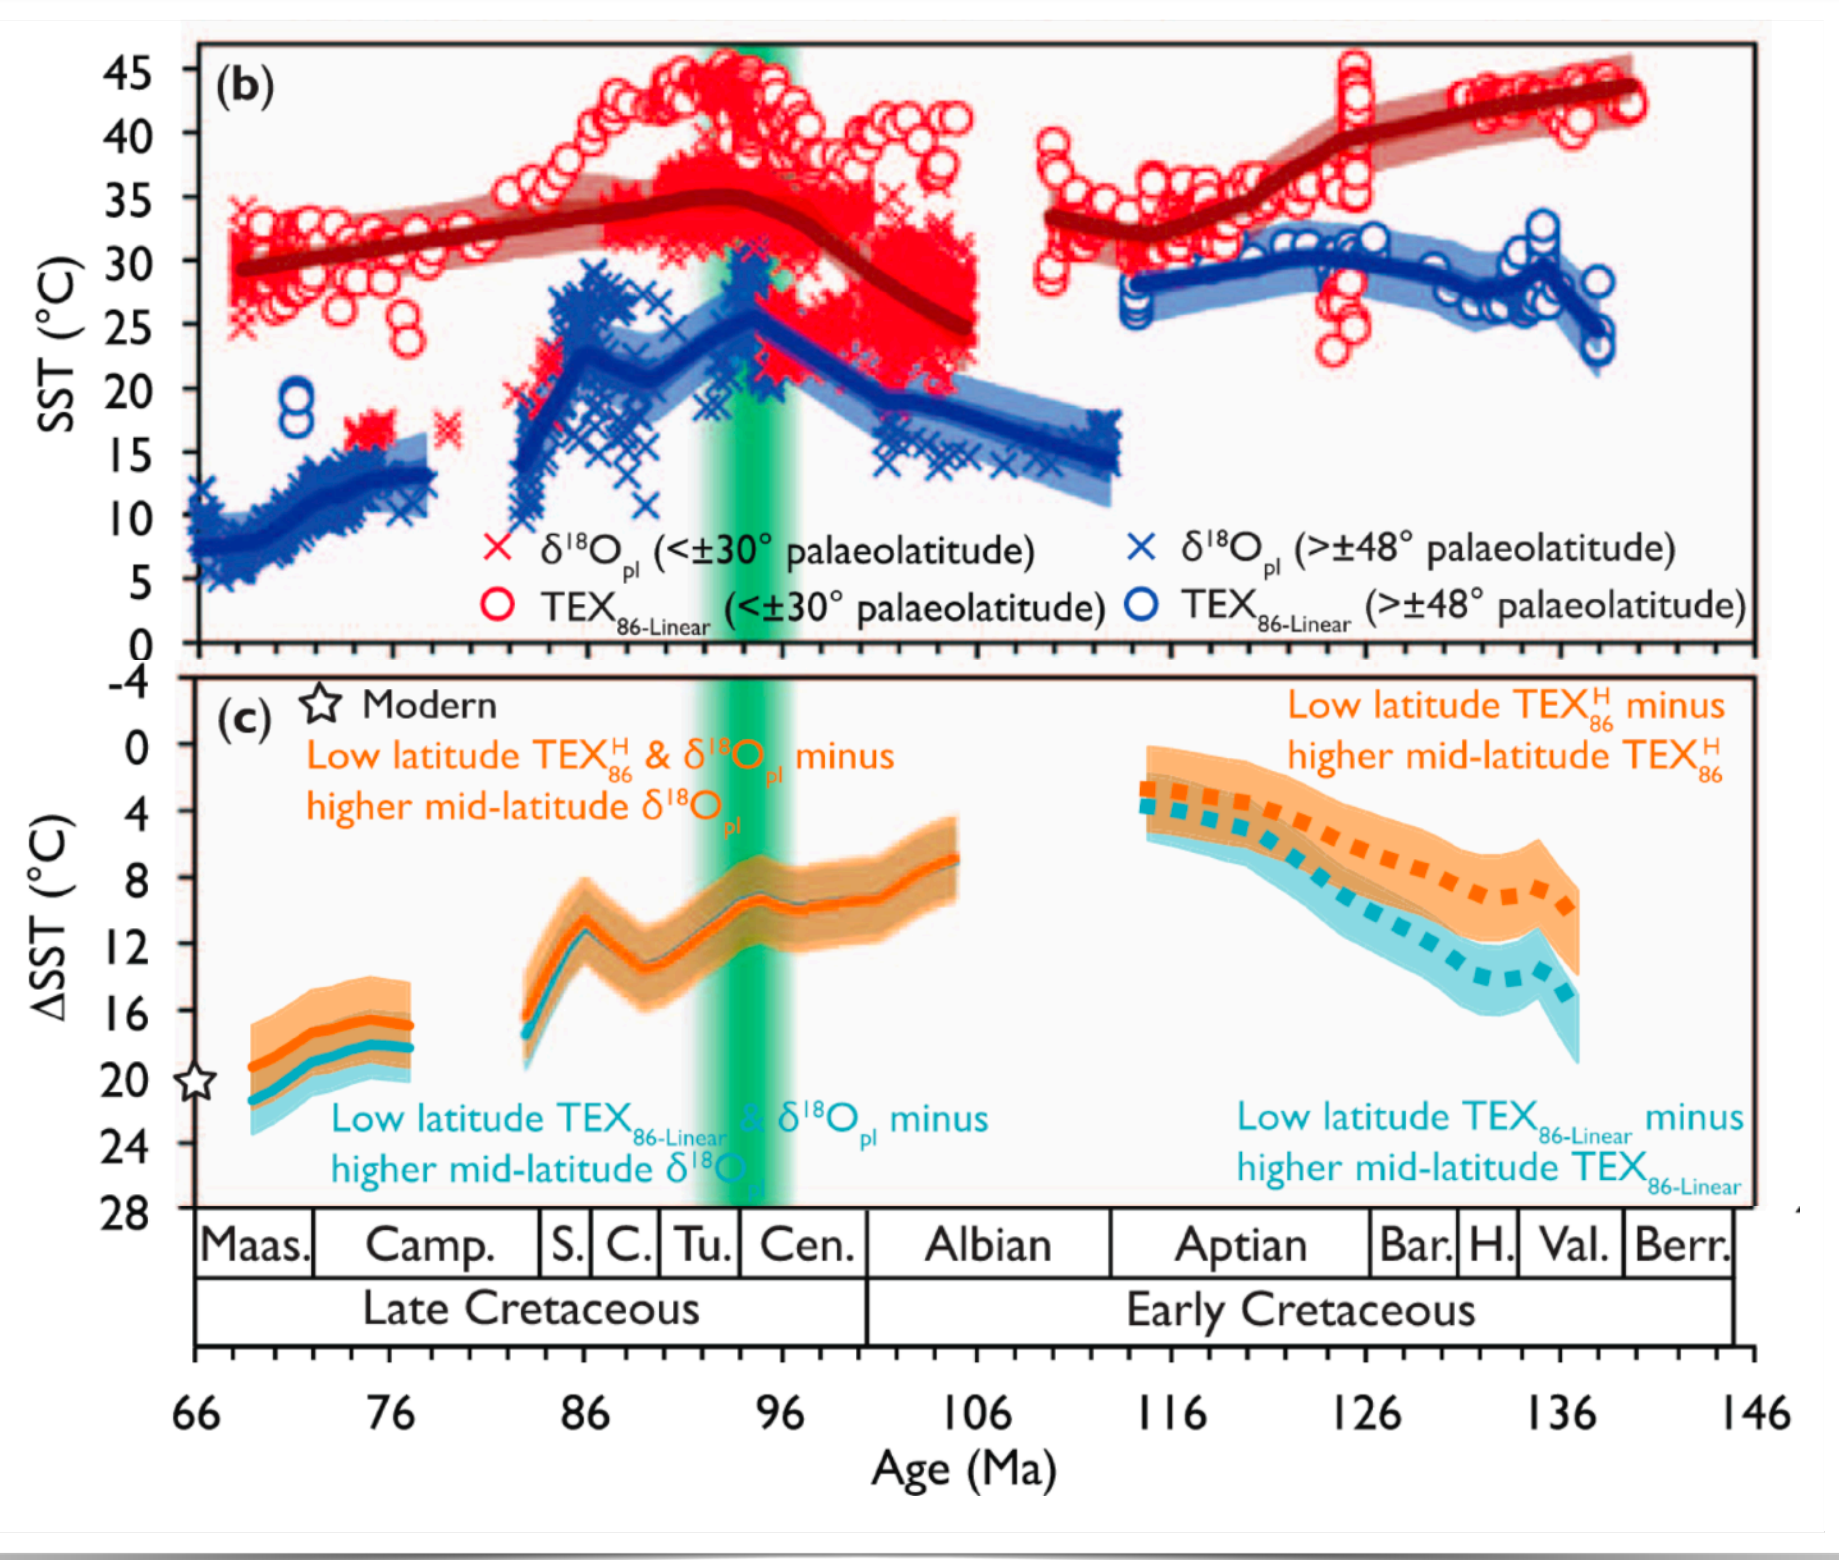 (b)
45
40
35
30
25
20
15
10
5
0
SST (°C)
δ¹⁸Opl (<±30° palaeolatitude)
δ¹⁸Opl (>±48° palaeolatitude)
TEX86-Linear (<±30° palaeolatitude)
TEX86-Linear (>±48° palaeolatitude)
(c)
Modern
-4
0
4
8
12
16
20
24
28
ΔSST (°C)
Low latitude TEXᴴ86 & δ¹⁸Opl minus
higher mid-latitude δ¹⁸Opl
Low latitude TEXᴴ86 minus
higher mid-latitude TEXᴴ86
Low latitude TEX86-Linear & δ¹⁸Opl minus
higher mid-latitude δ¹⁸Opl
Low latitude TEX86-Linear minus
higher mid-latitude TEX86-Linear
Maas. Camp. S. C. Tu. Cen. Albian Aptian Bar. H. Val. Berr.
Late Cretaceous Early Cretaceous
66 76 86 96 106 116 126 136 146
Age (Ma)